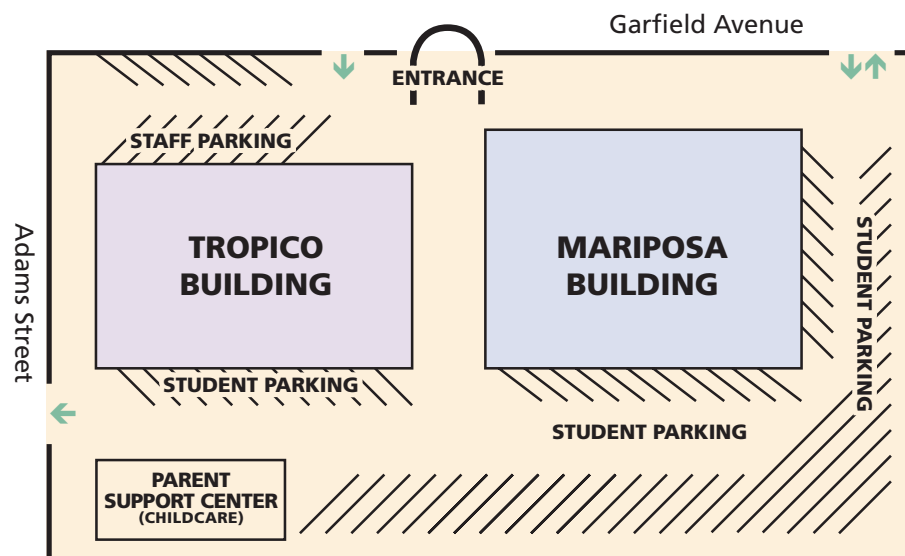 Garfield Avenue
ENTRANCE
STAFF PARKING
TROPICO
BUILDING
MARIPOSA
BUILDING
Adams Street
STUDENT PARKING
STUDENT PARKING
STUDENT PARKING
PARENT
SUPPORT CENTER
(CHILDCARE)